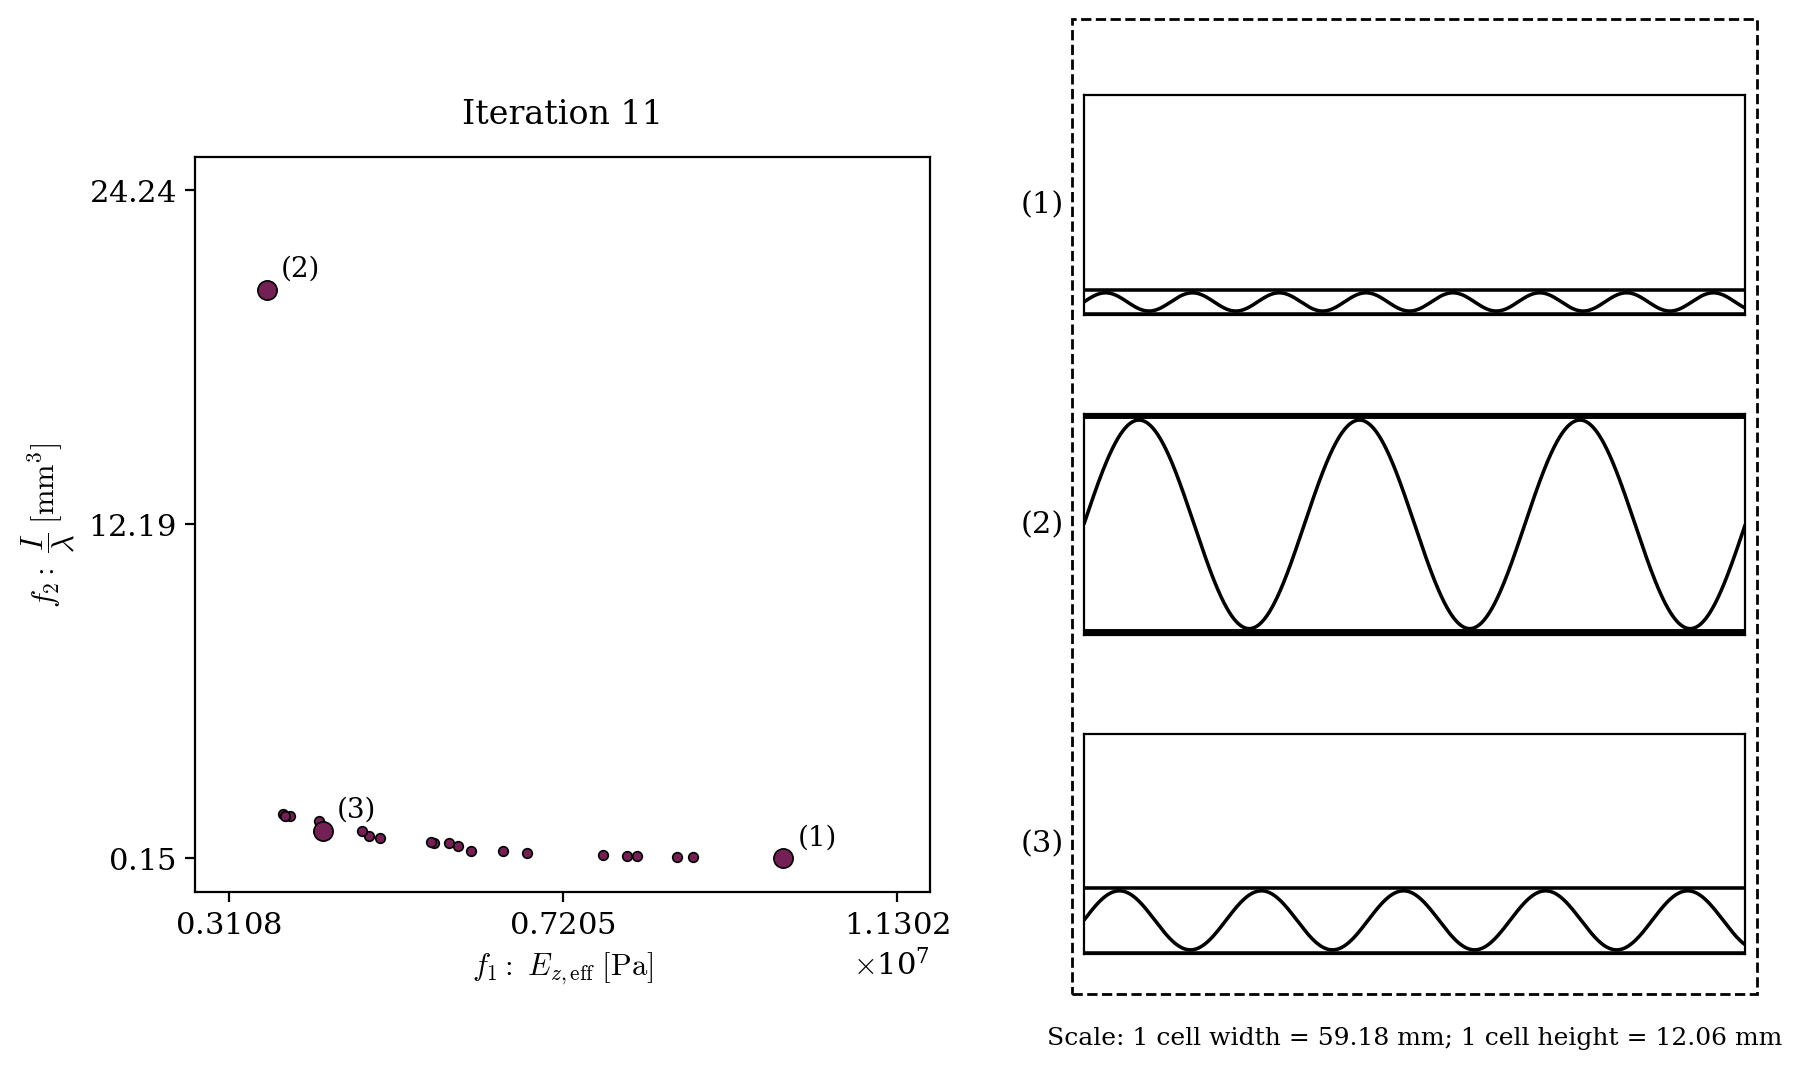 Iteration 11
24.24
12.19
0.15
f₂ : I/λ [mm³]
(2)
(3)
(1)
0.3108 0.7205 1.1302
×10⁷
f₁ : E_z,eff [Pa]
(1)
(2)
(3)
Scale: 1 cell width = 59.18 mm; 1 cell height = 12.06 mm